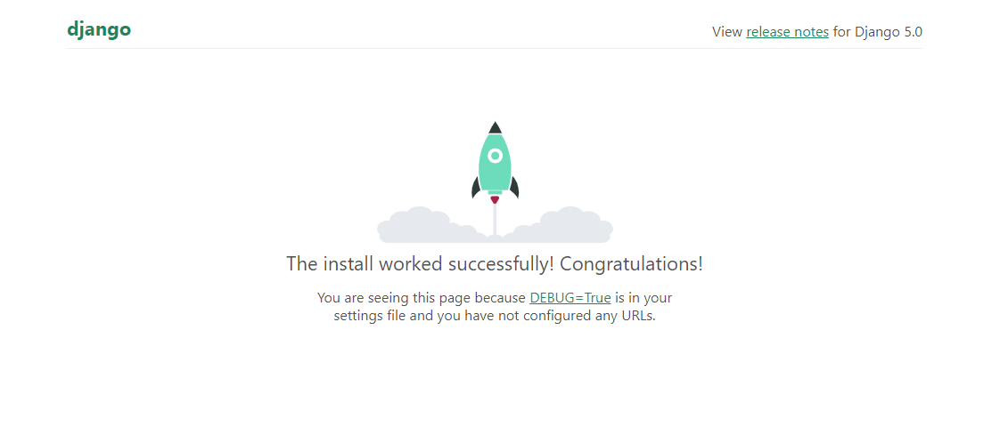 django
View release notes for Django 5.0
The install worked successfully! Congratulations!
You are seeing this page because DEBUG=True is in your
settings file and you have not configured any URLs.